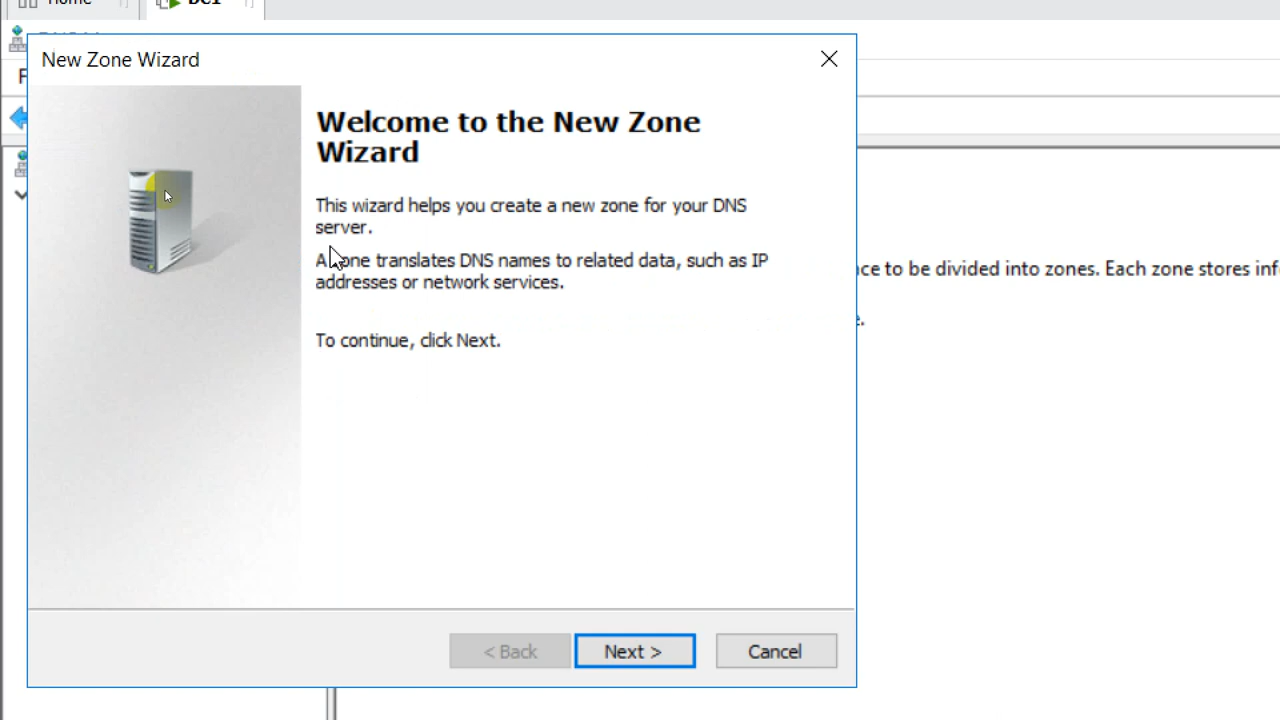 Home
DC1
New Zone Wizard
Welcome to the New Zone
Wizard
This wizard helps you create a new zone for your DNS
server.
A zone translates DNS names to related data, such as IP
addresses or network services.
ce to be divided into zones. Each zone stores inf
To continue, click Next.
< Back
Next >
Cancel